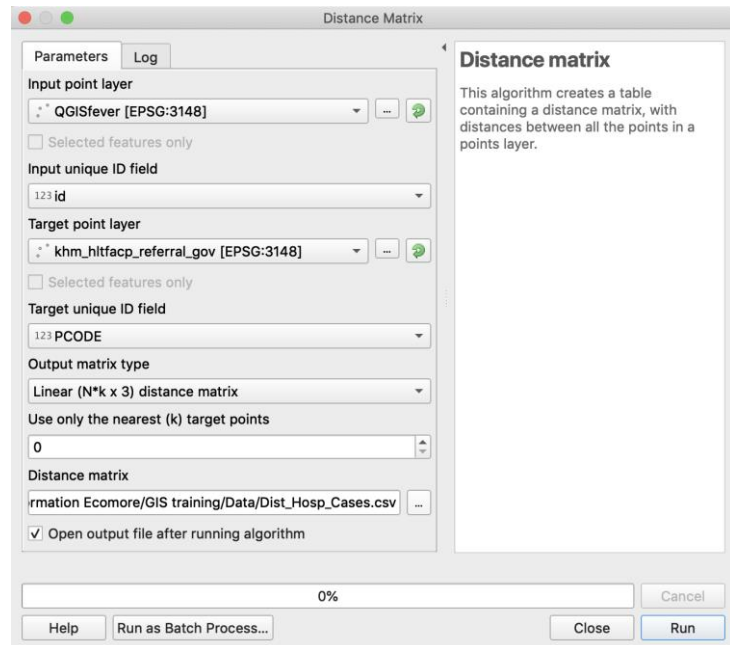 Distance Matrix
Parameters
Log
Input point layer
QGISfever [EPSG:3148]
...
Selected features only
Input unique ID field
123 id
Target point layer
khm_hltfacp_referral_gov [EPSG:3148]
...
Selected features only
Target unique ID field
123 PCODE
Output matrix type
Linear (N*k x 3) distance matrix
Use only the nearest (k) target points
0
Distance matrix
rmation Ecomore/GIS training/Data/Dist_Hosp_Cases.csv
...
Open output file after running algorithm
Distance matrix
This algorithm creates a table
containing a distance matrix, with
distances between all the points in a
points layer.
0%
Cancel
Help
Run as Batch Process...
Close
Run